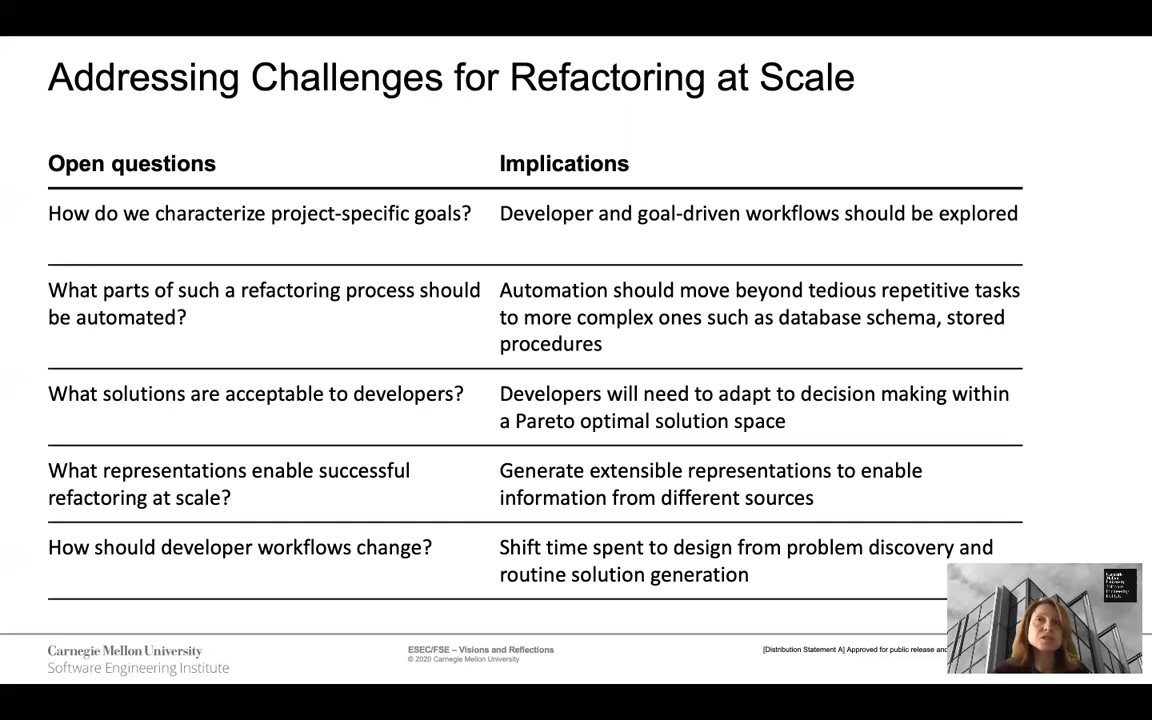 Addressing Challenges for Refactoring at Scale
Open questions
Implications
How do we characterize project-specific goals?
Developer and goal-driven workflows should be explored
What parts of such a refactoring process should
be automated?
Automation should move beyond tedious repetitive tasks
to more complex ones such as database schema, stored
procedures
What solutions are acceptable to developers?
Developers will need to adapt to decision making within
a Pareto optimal solution space
What representations enable successful
refactoring at scale?
Generate extensible representations to enable
information from different sources
How should developer workflows change?
Shift time spent to design from problem discovery and
routine solution generation
Carnegie Mellon University
Software Engineering Institute
ESEC/FSE – Visions and Reflections
© 2020 Carnegie Mellon University
[Distribution Statement A] Approved for public release and
Carnegie
Mellon
University
Software
Engineering
Institute